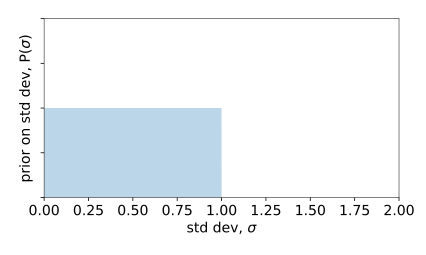 prior on std dev, P(σ)
0.00 0.25 0.50 0.75 1.00 1.25 1.50 1.75 2.00
std dev, σ